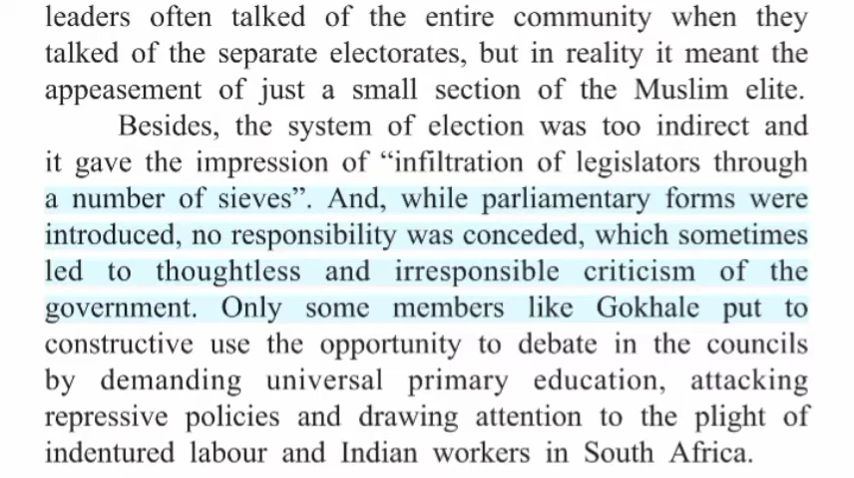 leaders often talked of the entire community when they
talked of the separate electorates, but in reality it meant the
appeasement of just a small section of the Muslim elite.
Besides, the system of election was too indirect and
it gave the impression of “infiltration of legislators through
a number of sieves”. And, while parliamentary forms were
introduced, no responsibility was conceded, which sometimes
led to thoughtless and irresponsible criticism of the
government. Only some members like Gokhale put to
constructive use the opportunity to debate in the councils
by demanding universal primary education, attacking
repressive policies and drawing attention to the plight of
indentured labour and Indian workers in South Africa.